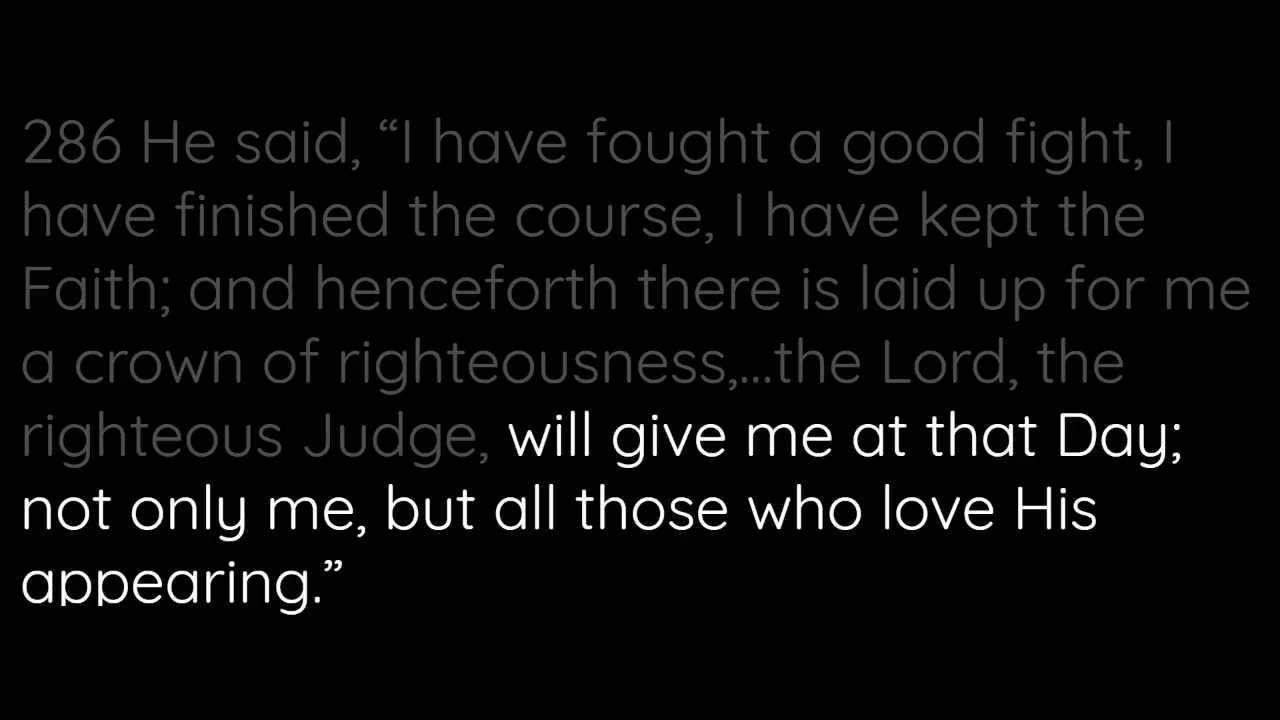 286 He said, “I have fought a good fight, I
have finished the course, I have kept the
Faith; and henceforth there is laid up for me
a crown of righteousness,...the Lord, the
righteous Judge, will give me at that Day;
not only me, but all those who love His
appearing.”